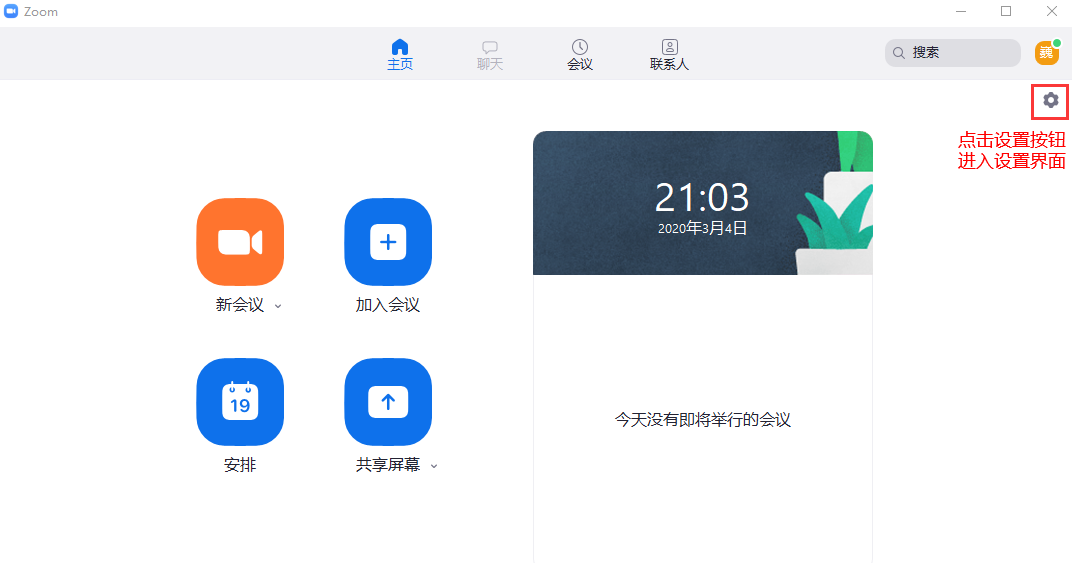 Zoom
主页
聊天
会议
联系人
搜索
巍
点击设置按钮
进入设置界面
21:03
2020年3月4日
新会议
加入会议
19
安排
共享屏幕
今天没有即将举行的会议